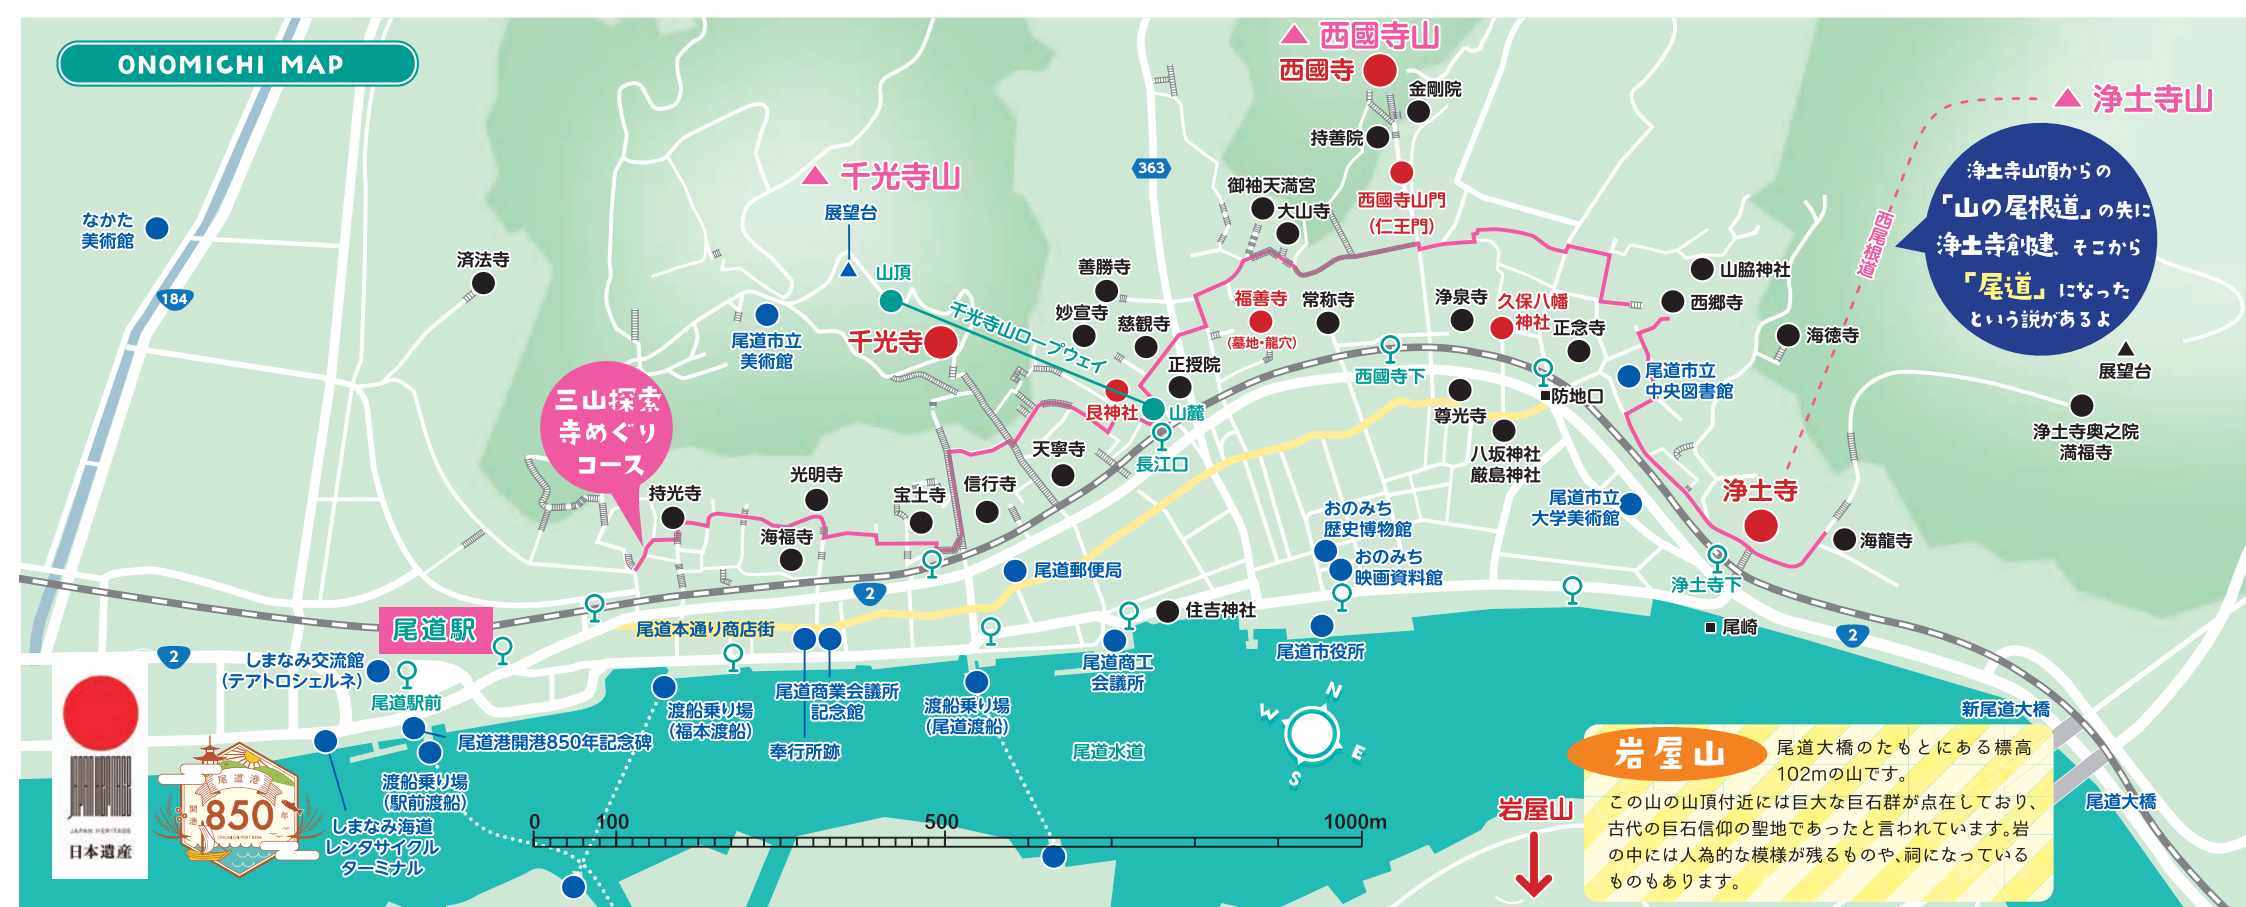 ONOMICHI MAP
西國寺山
西國寺
金剛院
持善院
西國寺山門
(仁王門)
浄土寺山
浄土寺山頂からの
「山の尾根道」の先に
浄土寺創建、そこから
「尾道」になった
という説があるよ
西尾根道
363
千光寺山
展望台
山頂
千光寺
千光寺山ロープウェイ
御袖天満宮
大山寺
なかた
美術館
済法寺
184
尾道市立
美術館
善勝寺
妙宣寺
慈観寺
正授院
艮神社
山麓
長江口
福善寺
(墓地・龍穴)
常称寺
浄泉寺
久保八幡
神社
正念寺
西國寺下
防地口
尊光寺
八坂神社
厳島神社
山脇神社
西郷寺
海徳寺
尾道市立
中央図書館
展望台
浄土寺奥之院
満福寺
三山探索
寺めぐり
コース
持光寺
光明寺
海福寺
宝土寺
信行寺
天寧寺
尾道市立
大学美術館
浄土寺
海龍寺
浄土寺下
おのみち
歴史博物館
おのみち
映画資料館
尾道郵便局
2
尾道駅
尾道本通り商店街
住吉神社
尾道市役所
尾崎
2
2
しまなみ交流館
(テアトロシェルネ)
尾道駅前
尾道港開港850年記念碑
渡船乗り場
(駅前渡船)
しまなみ海道
レンタサイクル
ターミナル
渡船乗り場
(福本渡船)
尾道商業会議所
記念館
奉行所跡
渡船乗り場
(尾道渡船)
尾道商工
会議所
尾道水道
N
W
E
S
新尾道大橋
尾道大橋
JAPAN HERITAGE
日本遺産
尾道港
開港
850
年
ONOMICHI PORT 850th
0
100
500
1000m
岩屋山
岩屋山
尾道大橋のたもとにある標高
102mの山です。
この山の山頂付近には巨大な巨石群が点在しており、
古代の巨石信仰の聖地であったと言われています。岩
の中には人為的な模様が残るものや、祠になっている
ものもあります。